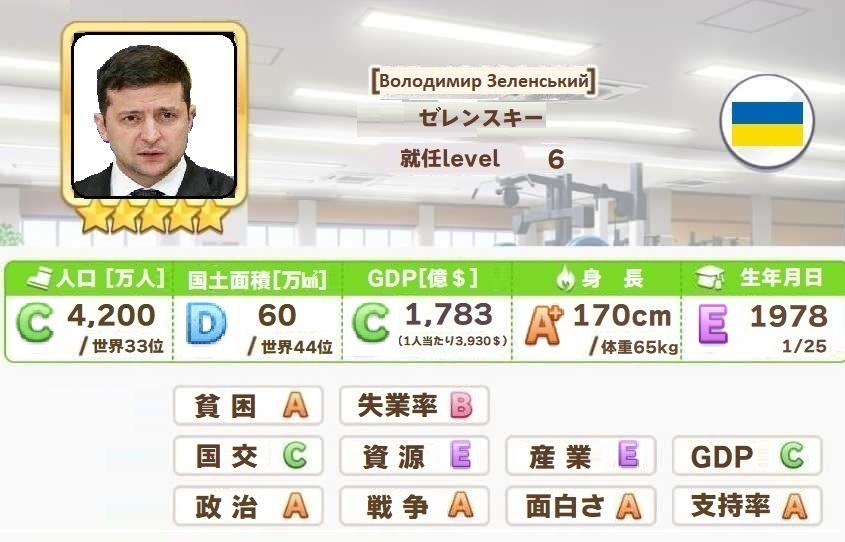 [Володимир Зеленський]
ゼレンスキー
就任level 6
人口 [万人] 国土面積[万㎢] GDP[億＄] 身 長 生年月日
C 4,200 D 60 C 1,783 A+ 170cm E 1978
/世界33位 /世界44位 (1人当たり3,930＄) /体重65kg 1/25
貧困 A 失業率 B
国交 C 資源 E 産業 E GDP C
政治 A 戦争 A 面白さ A 支持率 A